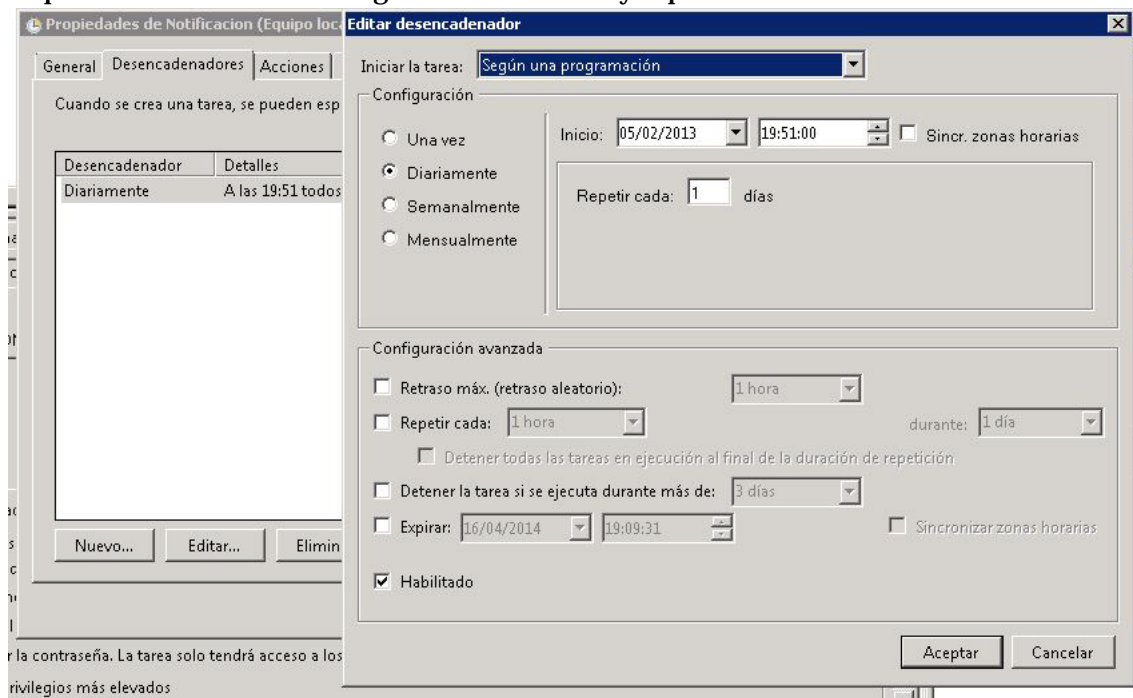 Propiedades de Notificacion (Equipo loca
General Desencadenadores Acciones
Cuando se crea una tarea, se pueden esp
Desencadenador Detalles
Diariamente A las 19:51 todos
Nuevo... Editar... Elimin
Editar desencadenador
Iniciar la tarea: Según una programación
Configuración
Una vez
Diariamente
Semanalmente
Mensualmente
Inicio: 05/02/2013 19:51:00 Sincr. zonas horarias
Repetir cada: 1 días
Configuración avanzada
Retraso máx. (retraso aleatorio): 1 hora
Repetir cada: 1 hora durante: 1 día
Detener todas las tareas en ejecución al final de la duración de repetición
Detener la tarea si se ejecuta durante más de: 3 días
Expirar: 16/04/2014 19:09:31 Sincronizar zonas horarias
Habilitado
Aceptar Cancelar
r la contraseña. La tarea solo tendrá acceso a los
rivilegios más elevados